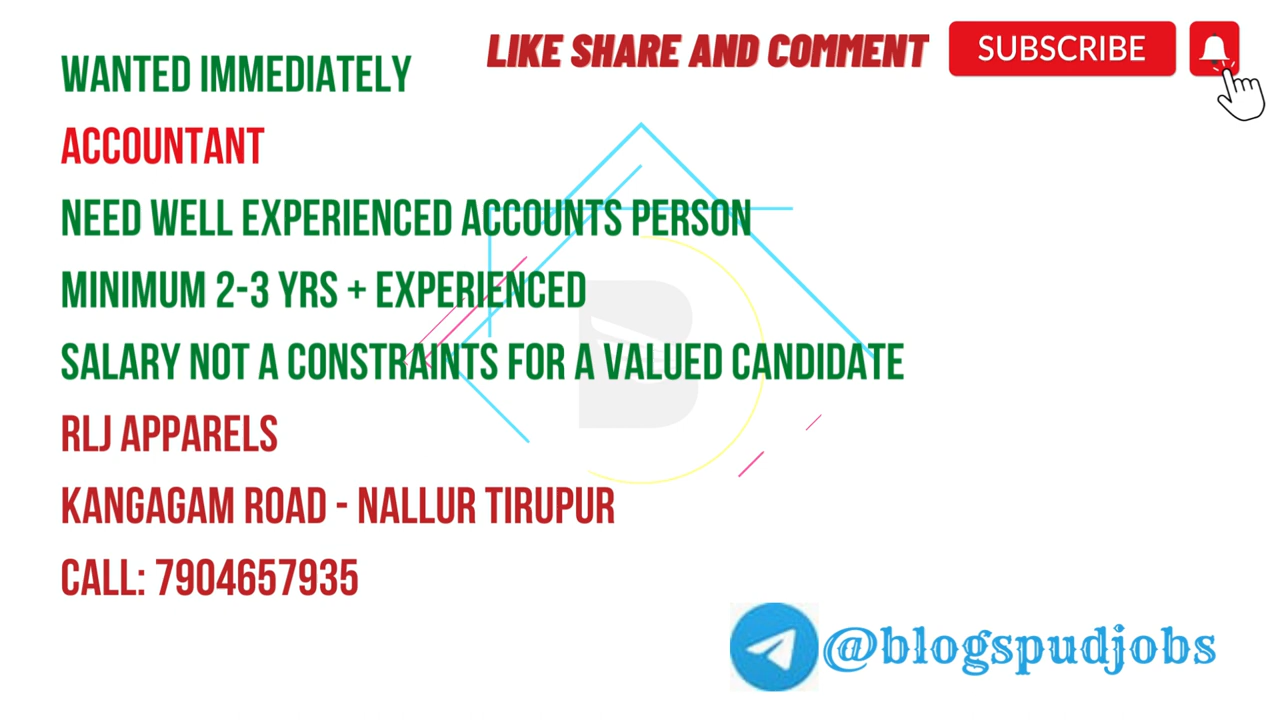 LIKE SHARE AND COMMENT
SUBSCRIBE
WANTED IMMEDIATELY
ACCOUNTANT
NEED WELL EXPERIENCED ACCOUNTS PERSON
MINIMUM 2-3 YRS + EXPERIENCED
SALARY NOT A CONSTRAINTS FOR A VALUED CANDIDATE
RLJ APPARELS
KANGAGAM ROAD - NALLUR TIRUPUR
CALL: 7904657935
@blogspudjobs